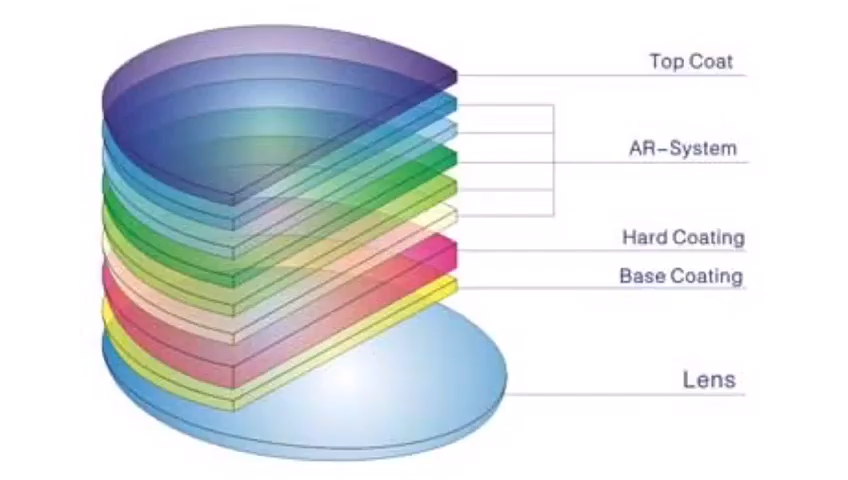 Top Coat
AR-System
Hard Coating
Base Coating
Lens